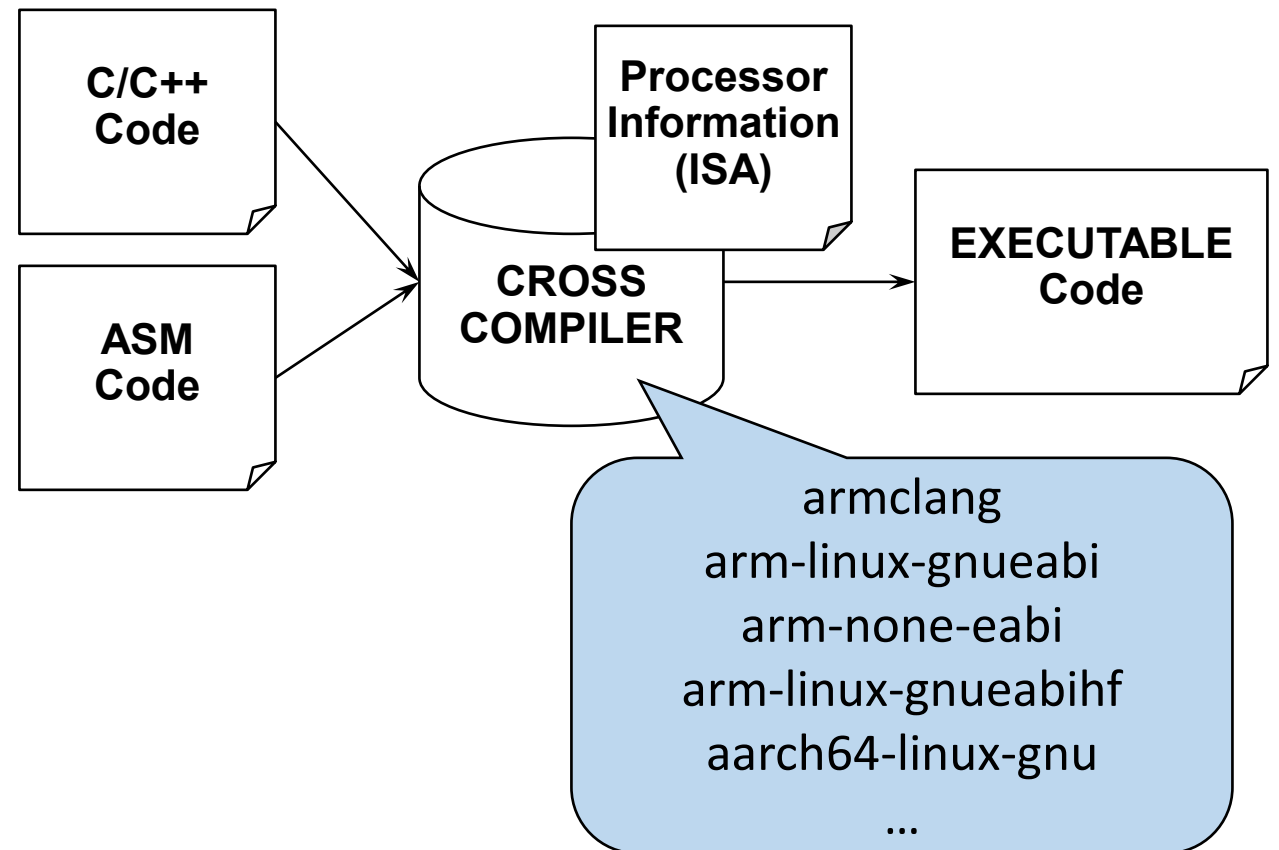 C/C++
Code
ASM
Code
Processor
Information
(ISA)
CROSS
COMPILER
EXECUTABLE
Code
armclang
arm-linux-gnueabi
arm-none-eabi
arm-linux-gnueabihf
aarch64-linux-gnu
...